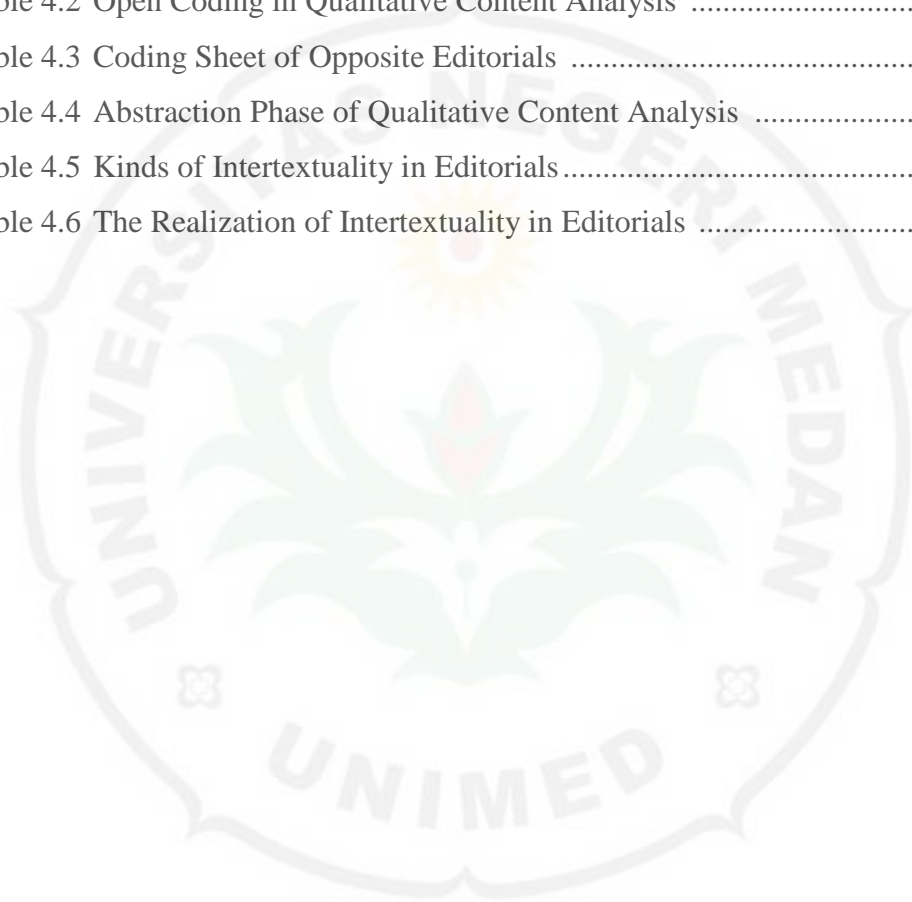 ble 4.2 Open Coding in Qualitative Content Analysis ..............................
ble 4.3 Coding Sheet of Opposite Editorials ..........................................
ble 4.4 Abstraction Phase of Qualitative Content Analysis ......................
ble 4.5 Kinds of Intertextuality in Editorials..........................................
ble 4.6 The Realization of Intertextuality in Editorials ............................
UNIVERSITAS NEGERI MEDAN
UNIMED